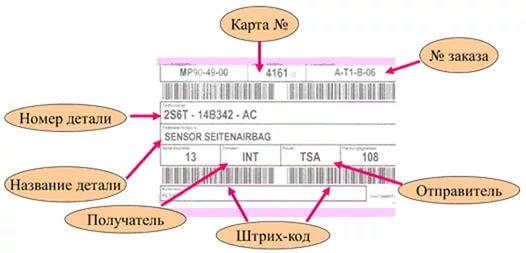 Карта №
№ заказа
MP90-49-00 4161 A-T1-B-06
Номер детали
2S6T - 14B342 - AC
SENSOR SEITENAIRBAG
13 INT TSA 108
Название детали
Отправитель
Получатель
Штрих-код